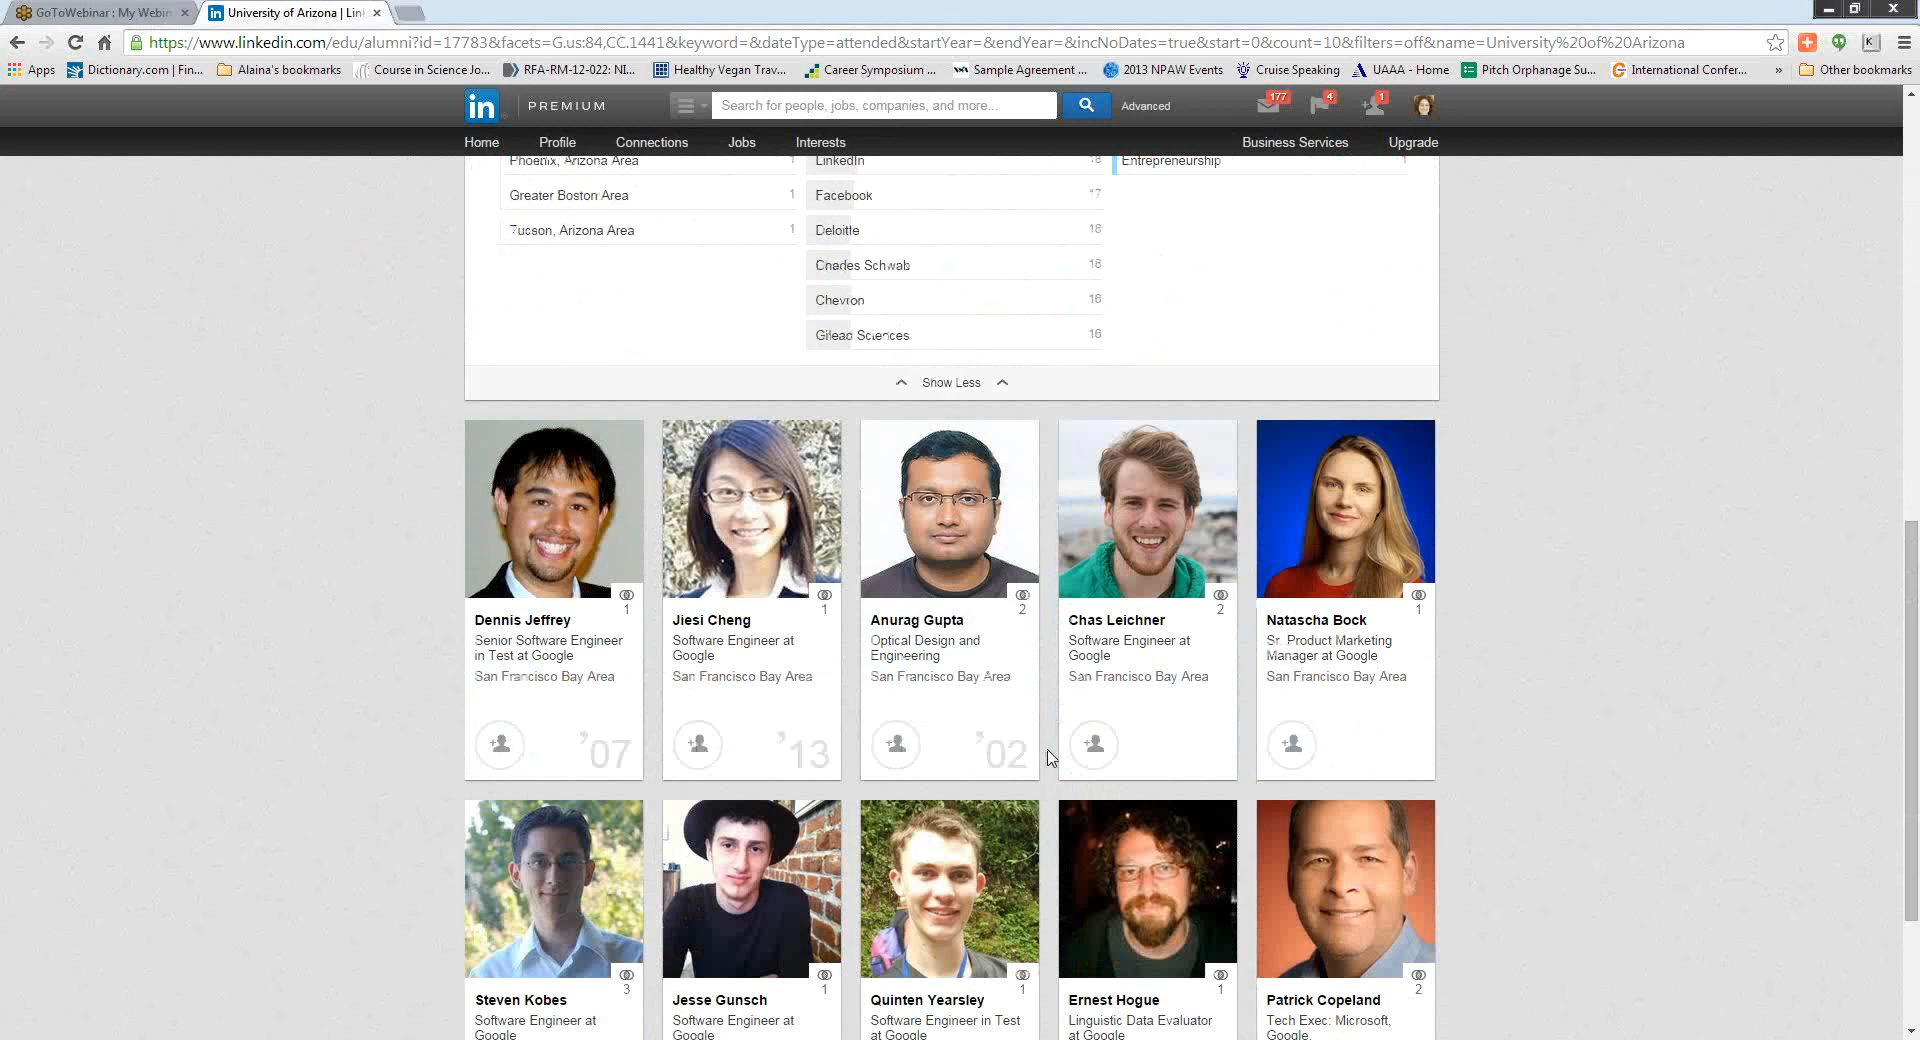 GoToWebinar : My Webin
University of Arizona | Lin
https://www.linkedin.com/edu/alumni?id=17783&facets=G.us:84,CC.1441&keyword=&dateType=attended&startYear=&endYear=&incNoDates=true&start=0&count=10&filters=off&name=University%20of%20Arizona
Apps Dictionary.com | Fin... Alaina's bookmarks Course in Science Jo... RFA-RM-12-022: NI... Healthy Vegan Trav... Career Symposium ... Sample Agreement ... 2013 NPAW Events Cruise Speaking UAAA - Home Pitch Orphanage Su... International Confer... » Other bookmarks
in PREMIUM Search for people, jobs, companies, and more... Advanced 177 4 1
Home Profile Connections Jobs Interests Business Services Upgrade
Phoenix, Arizona Area 1 LinkedIn 18 Entrepreneurship 1
Greater Boston Area 1 Facebook 17
Tucson, Arizona Area 1 Deloitte 16
Charles Schwab 16
Chevron 16
Gilead Sciences 16
Show Less
1 1 2 2 1
Dennis Jeffrey Jiesi Cheng Anurag Gupta Chas Leichner Natascha Bock
Senior Software Engineer Software Engineer at Optical Design and Software Engineer at Sr. Product Marketing
in Test at Google Google Engineering Google Manager at Google
San Francisco Bay Area San Francisco Bay Area San Francisco Bay Area San Francisco Bay Area San Francisco Bay Area
'07 '13 '02
3 1 1 1 2
Steven Kobes Jesse Gunsch Quinten Yearsley Ernest Hogue Patrick Copeland
Software Engineer at Software Engineer at Software Engineer in Test Linguistic Data Evaluator Tech Exec: Microsoft,
Google Google at Google at Google Google,